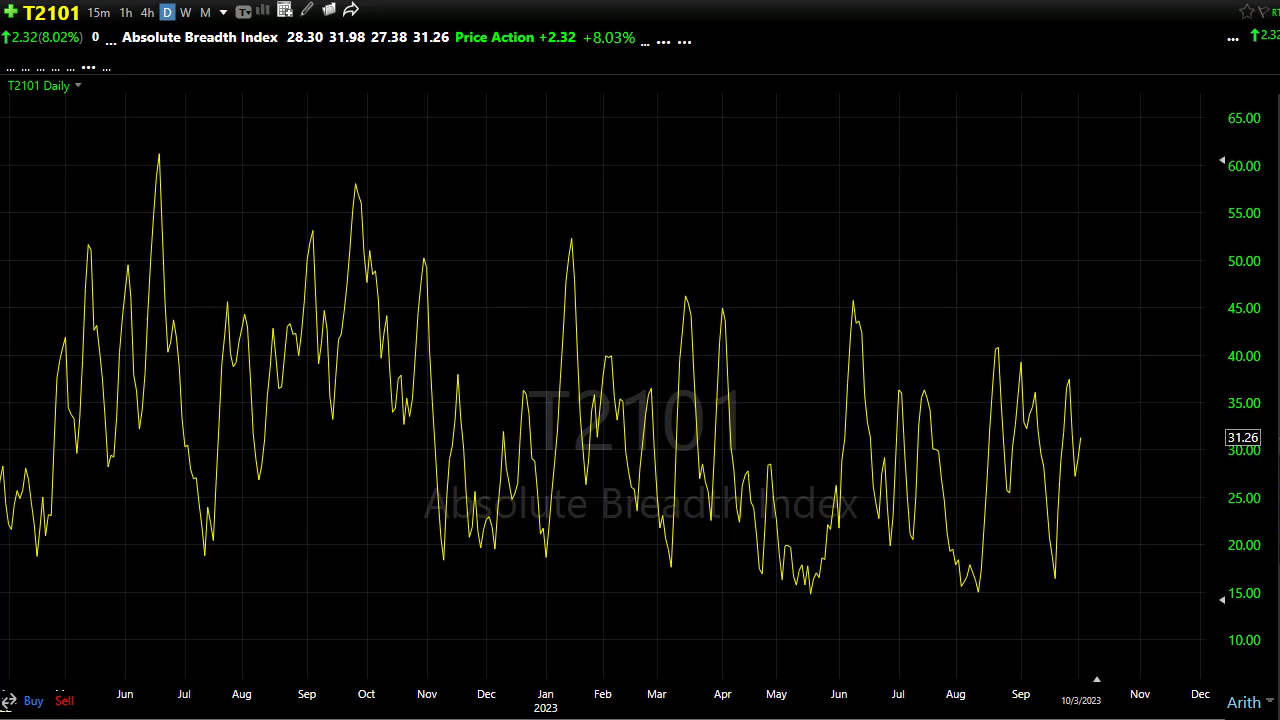 T2101 15m 1h 4h D W M T RT
2.32(8.02%) 0 ... Absolute Breadth Index 28.30 31.98 27.38 31.26 Price Action +2.32 +8.03% ... ... ... ... 2.32
... ... ... ... ... ... ...
T2101 Daily
65.00
60.00
55.00
50.00
45.00
40.00
35.00
T2101
31.26
30.00
25.00
Absolute Breadth Index
20.00
15.00
10.00
Jun Jul Aug Sep Oct Nov Dec Jan Feb Mar Apr May Jun Jul Aug Sep 10/3/2023 Nov Dec
2023
Buy Sell Arith